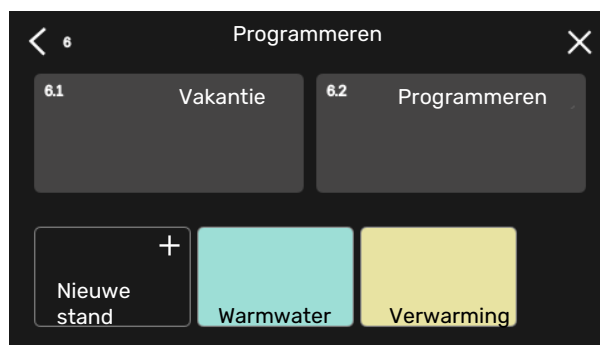 6 Programmeren
6.1 Vakantie
6.2 Programmeren
Nieuwe
stand
Warmwater
Verwarming